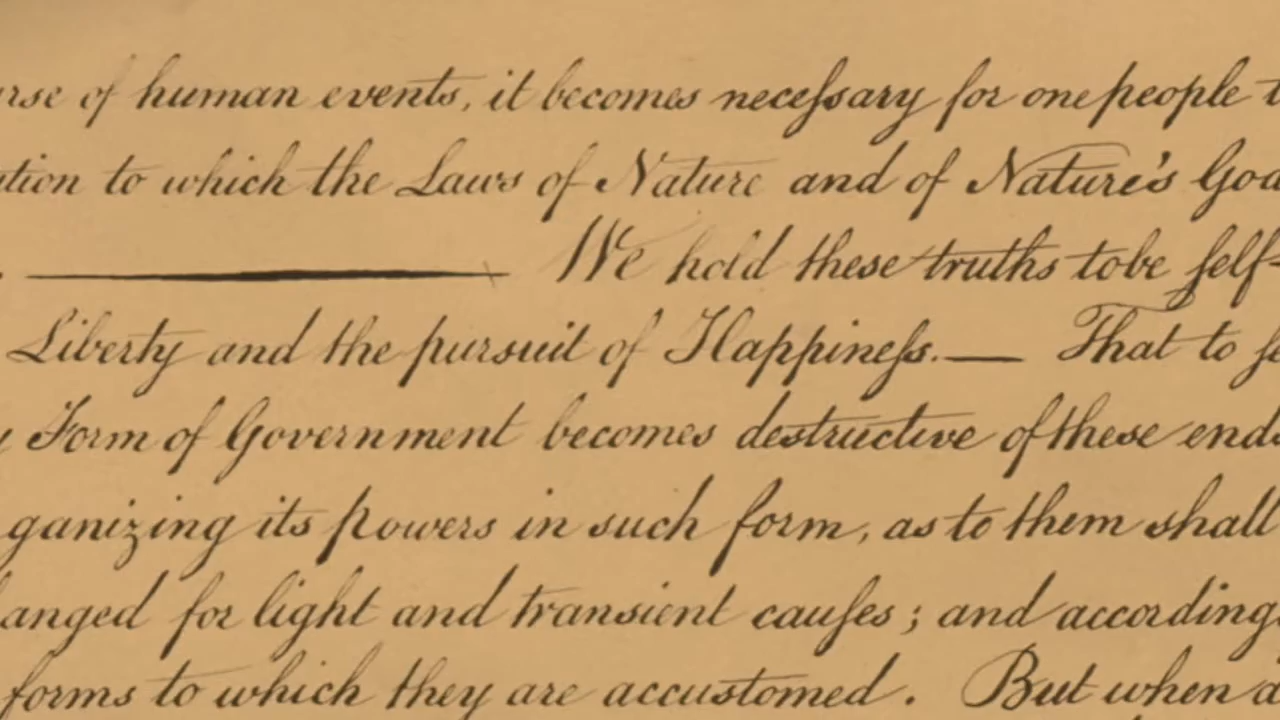 rse of human events, it becomes neceſsary for one people t
tion to which the Laws of Nature and of Nature's God
. We hold these truths to be ſelf-
Liberty and the pursuit of Happineſs.— That to se
y Form of Government becomes destructive of these ends
ganizing its powers in such form, as to them shall
anged for light and transient cauſes; and according
forms to which they are accustomed. But when a